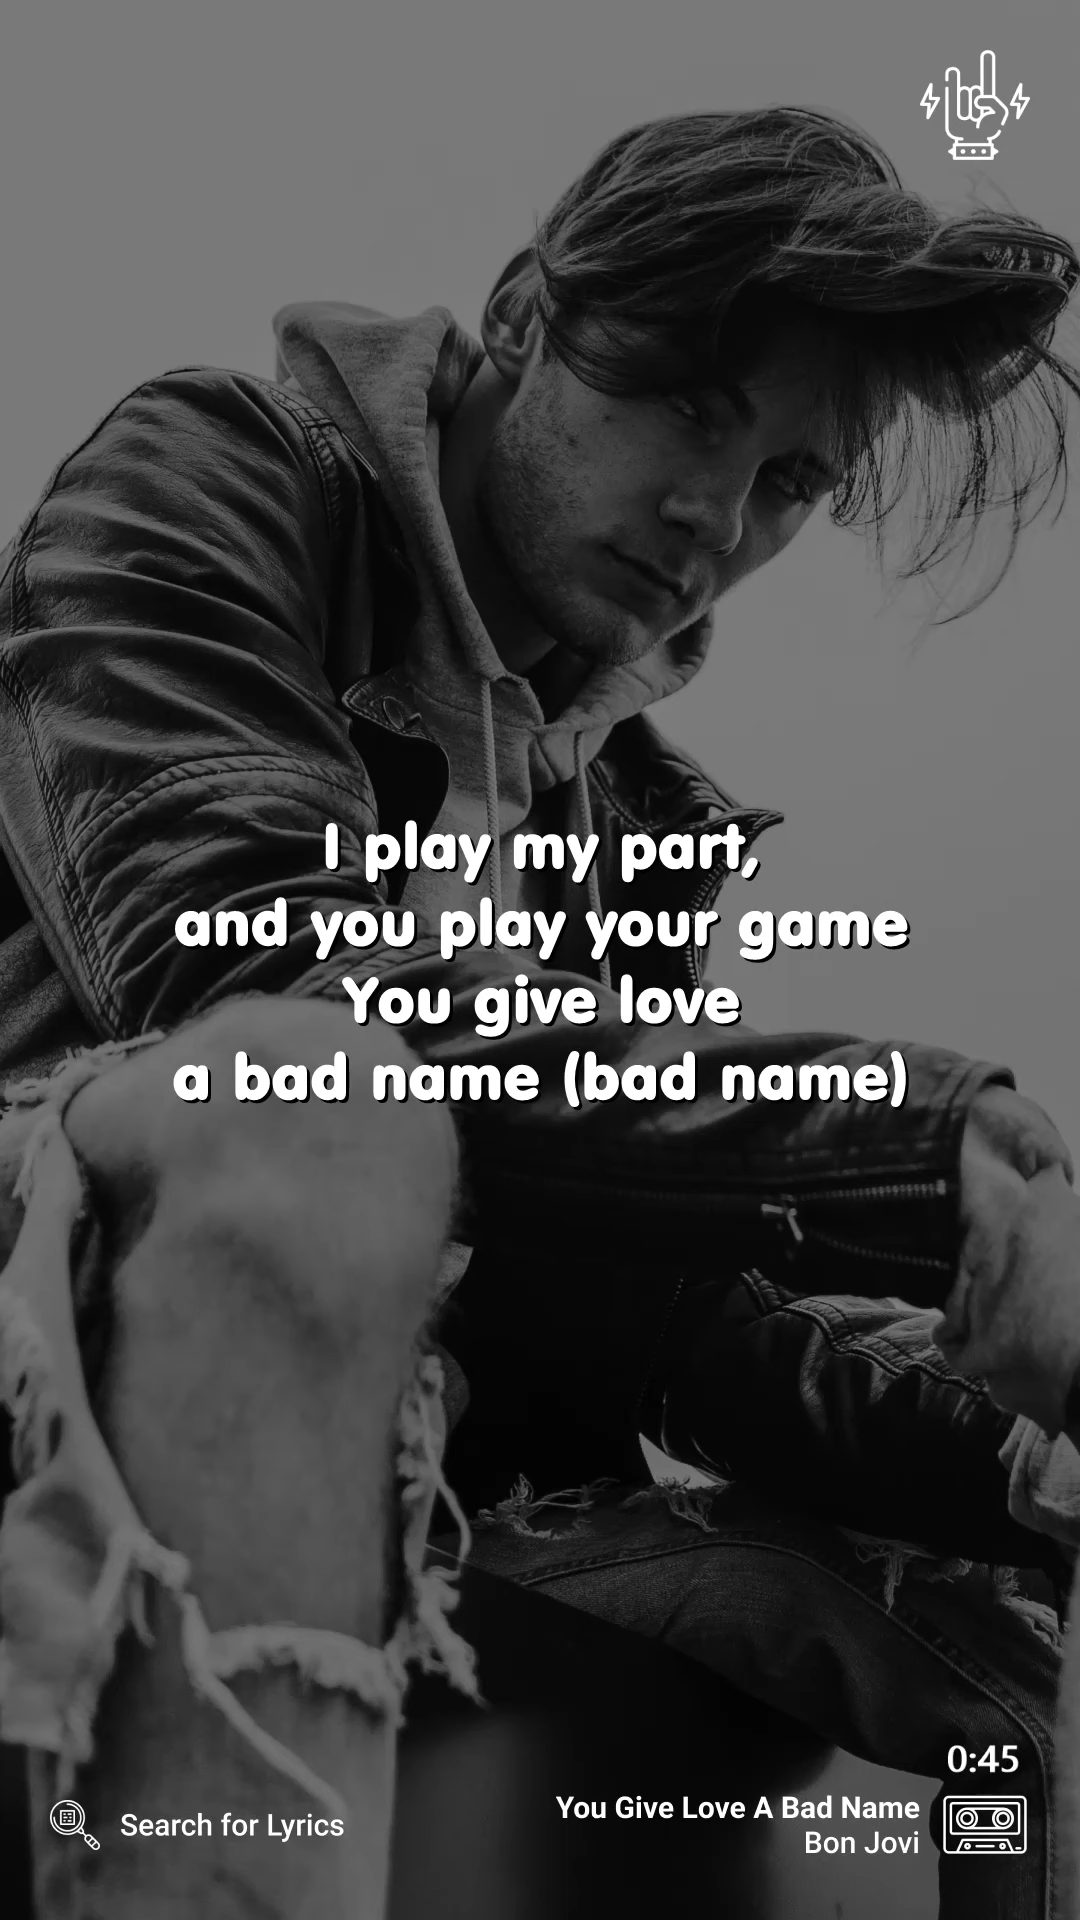 I play my part,
and you play your game
You give love
a bad name (bad name)
0:45
You Give Love A Bad Name
Bon Jovi
Search for Lyrics